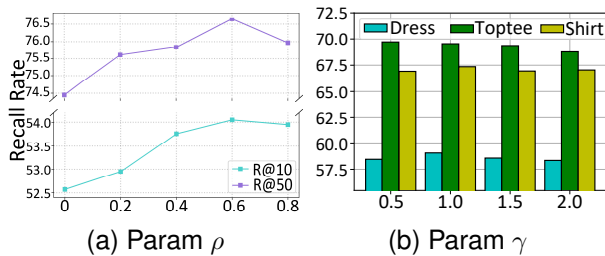 Recall Rate
76.5
76.0
75.5
75.0
74.5
54.0
53.5
53.0
52.5
0 0.2 0.4 0.6 0.8
R@10
R@50
(a) Param ρ
72.5
70.0
67.5
65.0
62.5
60.0
57.5
Dress Toptee Shirt
0.5 1.0 1.5 2.0
(b) Param γ